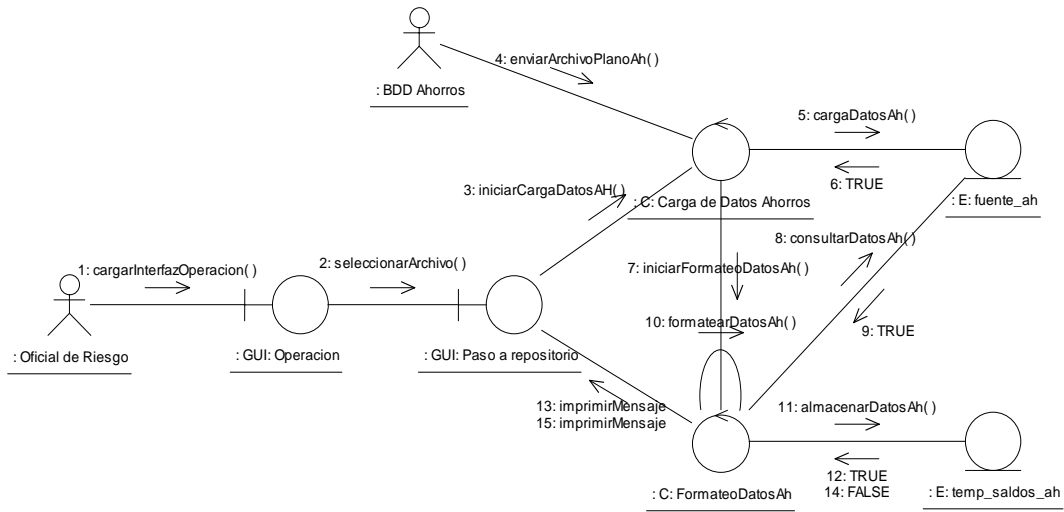 4: enviarArchivoPlanoAh( )
: BDD Ahorros
5: cargaDatosAh( )
6: TRUE
3: iniciarCargaDatosAH( )
: C: Carga de Datos Ahorros
: E: fuente_ah
8: consultarDatosAh( )
1: cargarInterfazOperacion( )
2: seleccionarArchivo( )
7: iniciarFormateoDatosAh( )
10: formatearDatosAh( )
9: TRUE
: Oficial de Riesgo
: GUI: Operacion
: GUI: Paso a repositorio
13: imprimirMensaje
15: imprimirMensaje
11: almacenarDatosAh( )
12: TRUE
14: FALSE
: C: FormateoDatosAh
: E: temp_saldos_ah